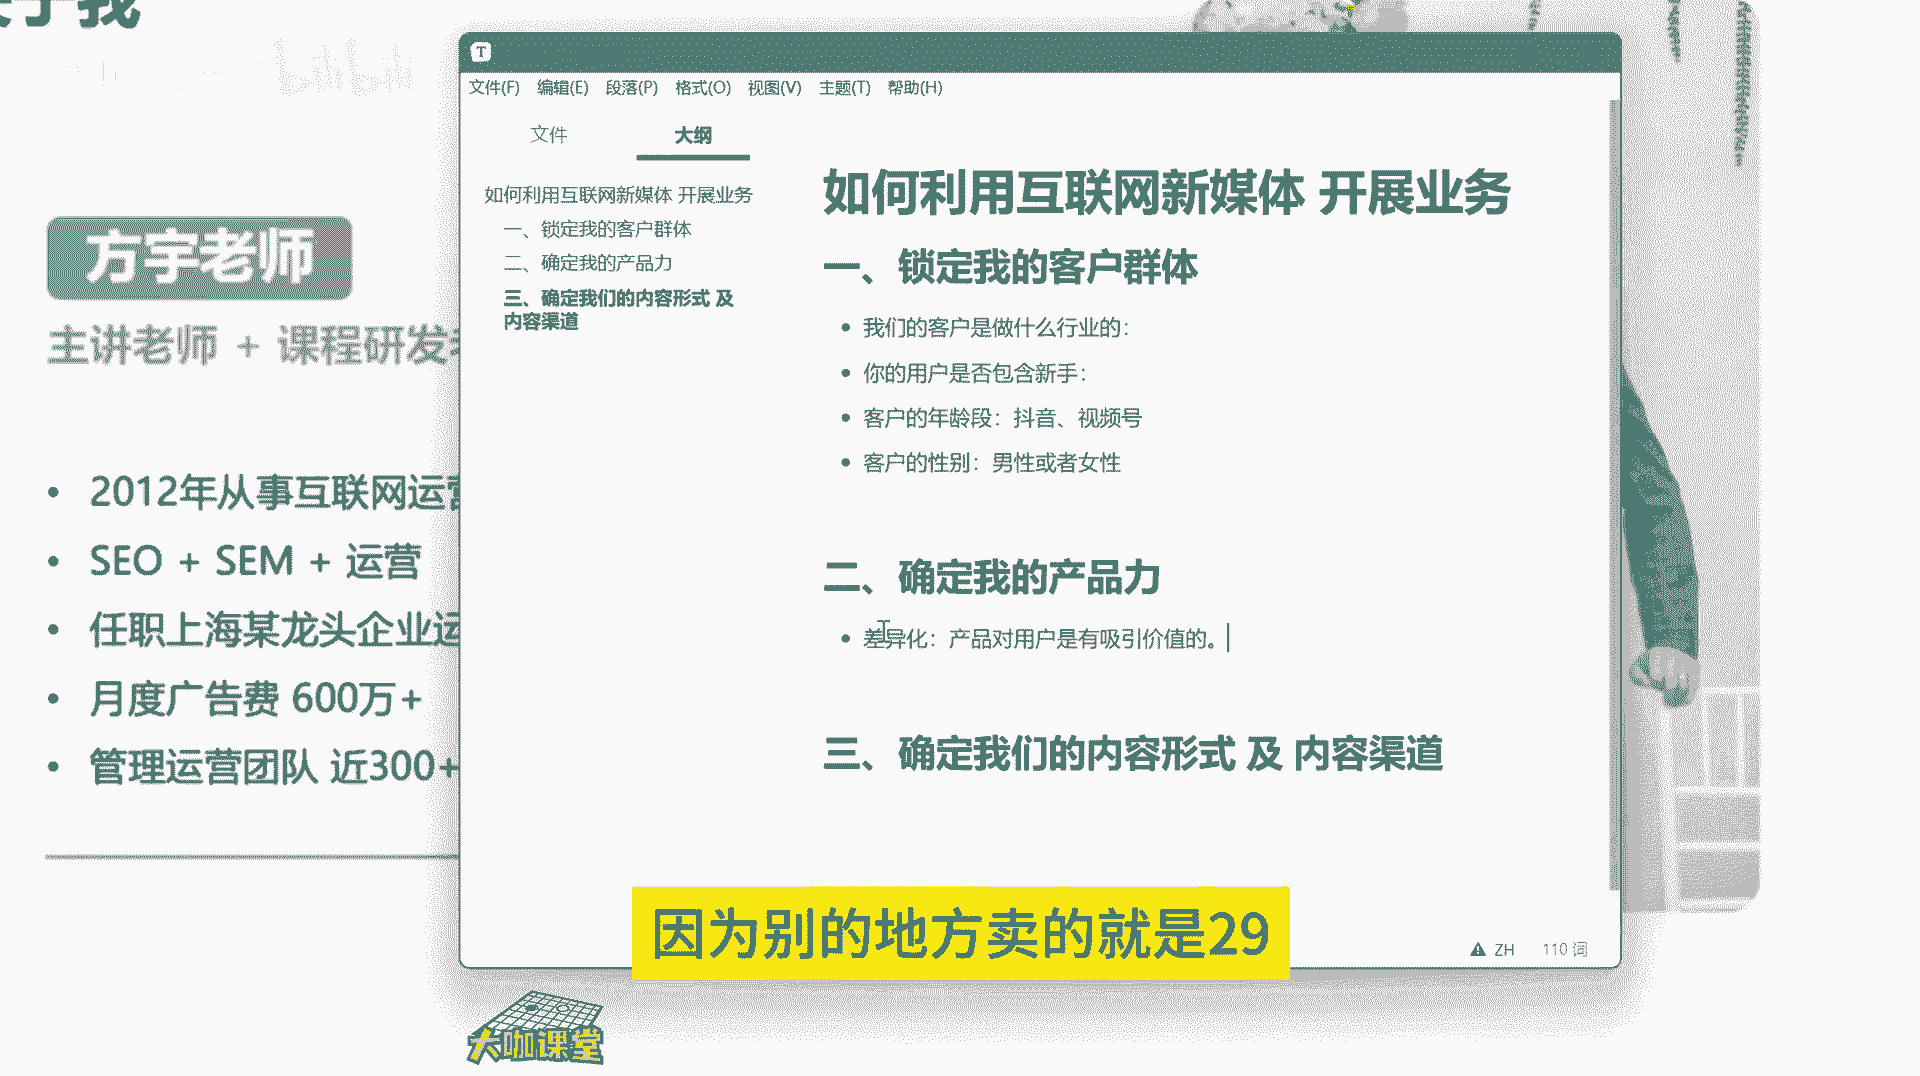 于我
bilibili
方宇老师
主讲老师 + 课程研发
• 2012年从事互联网运营
• SEO + SEM + 运营
• 任职上海某龙头企业运
• 月度广告费 600万+
• 管理运营团队 近300+
T
文件(F) 编辑(E) 段落(P) 格式(O) 视图(V) 主题(T) 帮助(H)
文件 大纲
如何利用互联网新媒体 开展业务
一、锁定我的客户群体
二、确定我的产品力
三、确定我们的内容形式 及
内容渠道
如何利用互联网新媒体 开展业务
一、锁定我的客户群体
• 我们的客户是做什么行业的：
• 你的用户是否包含新手：
• 客户的年龄段：抖音、视频号
• 客户的性别：男性或者女性
二、确定我的产品力
• 差异化：产品对用户是有吸引价值的。
三、确定我们的内容形式 及 内容渠道
ZH 110 词
因为别的地方卖的就是29
大咖课堂